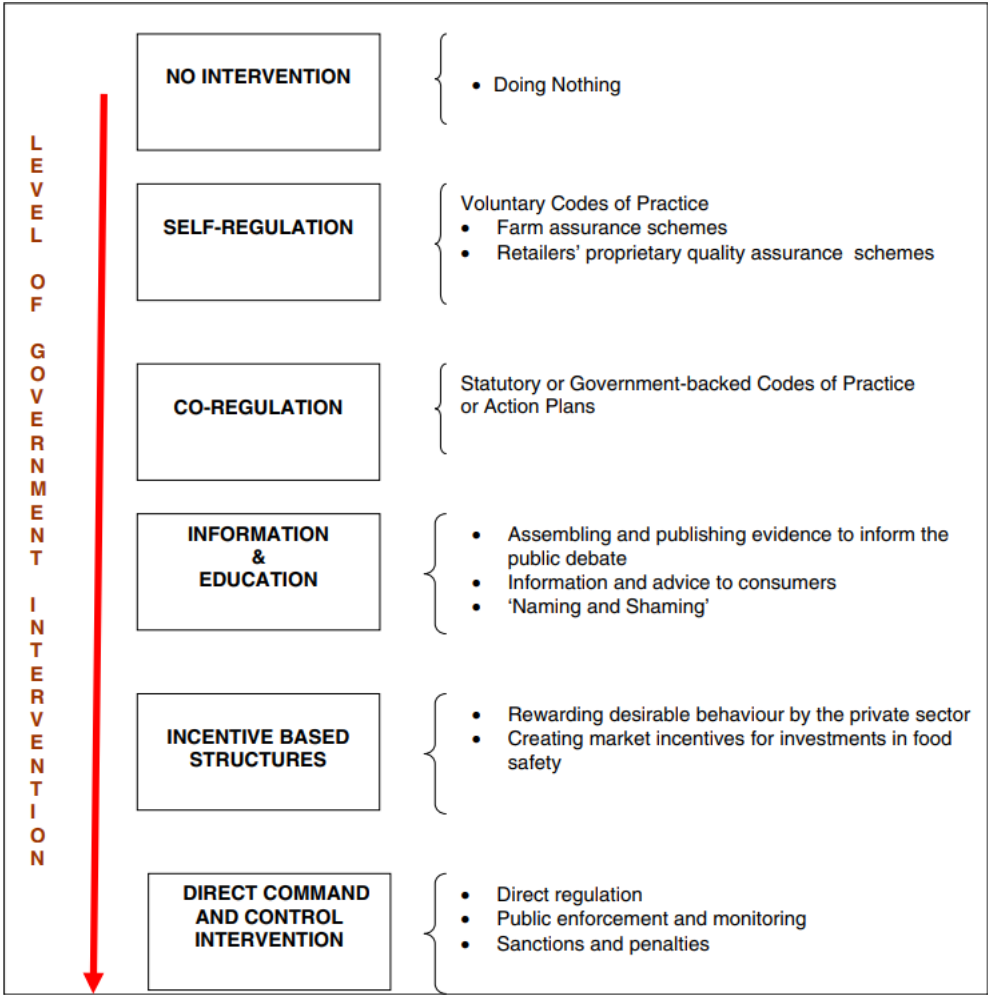 LEVEL OF GOVERNMENT INTERVENTION
NO INTERVENTION
• Doing Nothing
SELF-REGULATION
Voluntary Codes of Practice
• Farm assurance schemes
• Retailers' proprietary quality assurance schemes
CO-REGULATION
Statutory or Government-backed Codes of Practice
or Action Plans
INFORMATION
&
EDUCATION
• Assembling and publishing evidence to inform the
public debate
• Information and advice to consumers
• 'Naming and Shaming'
INCENTIVE BASED
STRUCTURES
• Rewarding desirable behaviour by the private sector
• Creating market incentives for investments in food
safety
DIRECT COMMAND
AND CONTROL
INTERVENTION
• Direct regulation
• Public enforcement and monitoring
• Sanctions and penalties